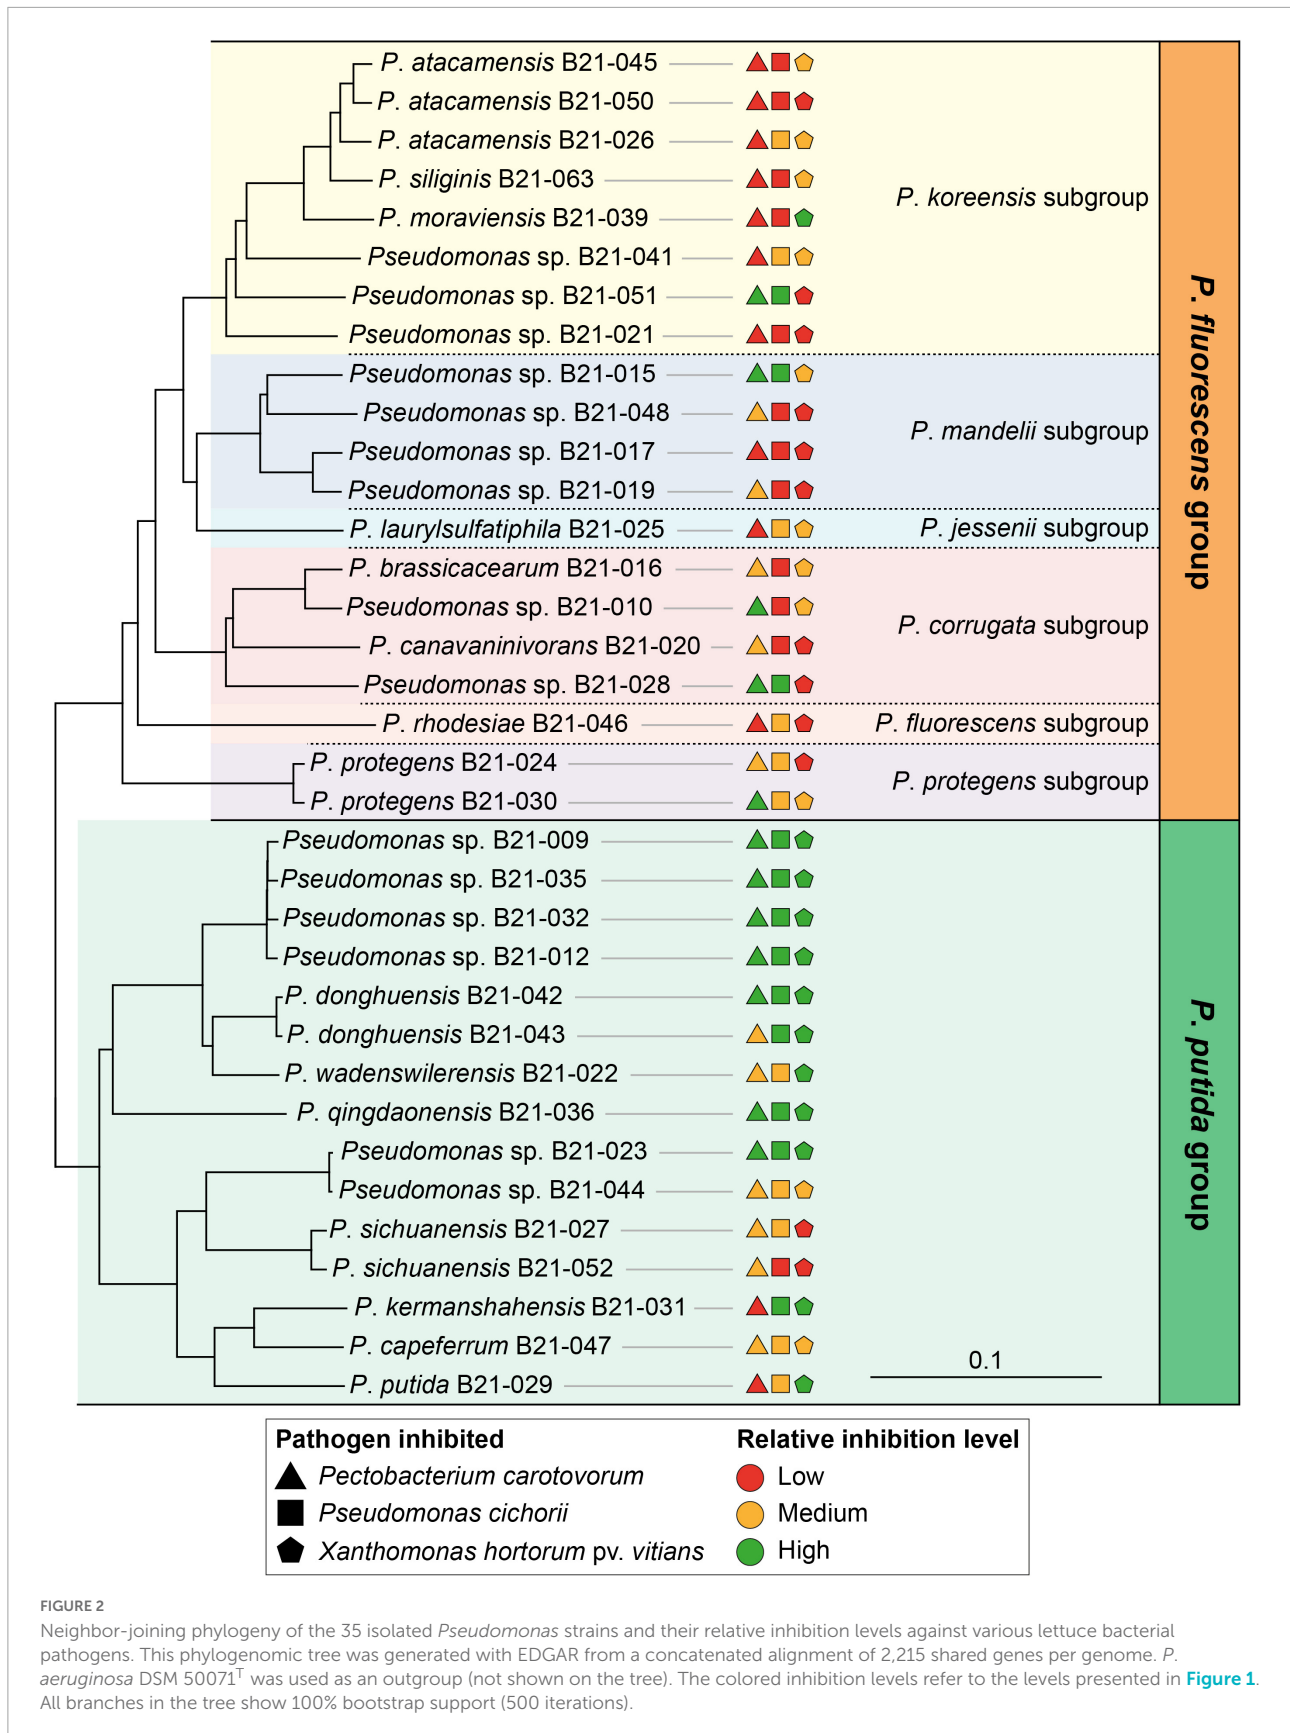 P. atacamensis B21-045
P. atacamensis B21-050
P. atacamensis B21-026
P. siliginis B21-063
P. moraviensis B21-039
Pseudomonas sp. B21-041
Pseudomonas sp. B21-051
Pseudomonas sp. B21-021
P. koreensis subgroup
Pseudomonas sp. B21-015
Pseudomonas sp. B21-048
Pseudomonas sp. B21-017
Pseudomonas sp. B21-019
P. mandelii subgroup
P. laurylsulfatiphila B21-025
P. jessenii subgroup
P. brassicacearum B21-016
Pseudomonas sp. B21-010
P. canavaninivorans B21-020
Pseudomonas sp. B21-028
P. corrugata subgroup
P. rhodesiae B21-046
P. fluorescens subgroup
P. protegens B21-024
P. protegens B21-030
P. protegens subgroup
P. fluorescens group
Pseudomonas sp. B21-009
Pseudomonas sp. B21-035
Pseudomonas sp. B21-032
Pseudomonas sp. B21-012
P. donghuensis B21-042
P. donghuensis B21-043
P. wadenswilerensis B21-022
P. qingdaonensis B21-036
Pseudomonas sp. B21-023
Pseudomonas sp. B21-044
P. sichuanensis B21-027
P. sichuanensis B21-052
P. kermanshahensis B21-031
P. capeferrum B21-047
P. putida B21-029
0.1
P. putida group
Pathogen inhibited
Pectobacterium carotovorum
Pseudomonas cichorii
Xanthomonas hortorum pv. vitians
Relative inhibition level
Low
Medium
High
FIGURE 2
Neighbor-joining phylogeny of the 35 isolated Pseudomonas strains and their relative inhibition levels against various lettuce bacterial
pathogens. This phylogenomic tree was generated with EDGAR from a concatenated alignment of 2,215 shared genes per genome. P.
aeruginosa DSM 50071T was used as an outgroup (not shown on the tree). The colored inhibition levels refer to the levels presented in Figure 1.
All branches in the tree show 100% bootstrap support (500 iterations).